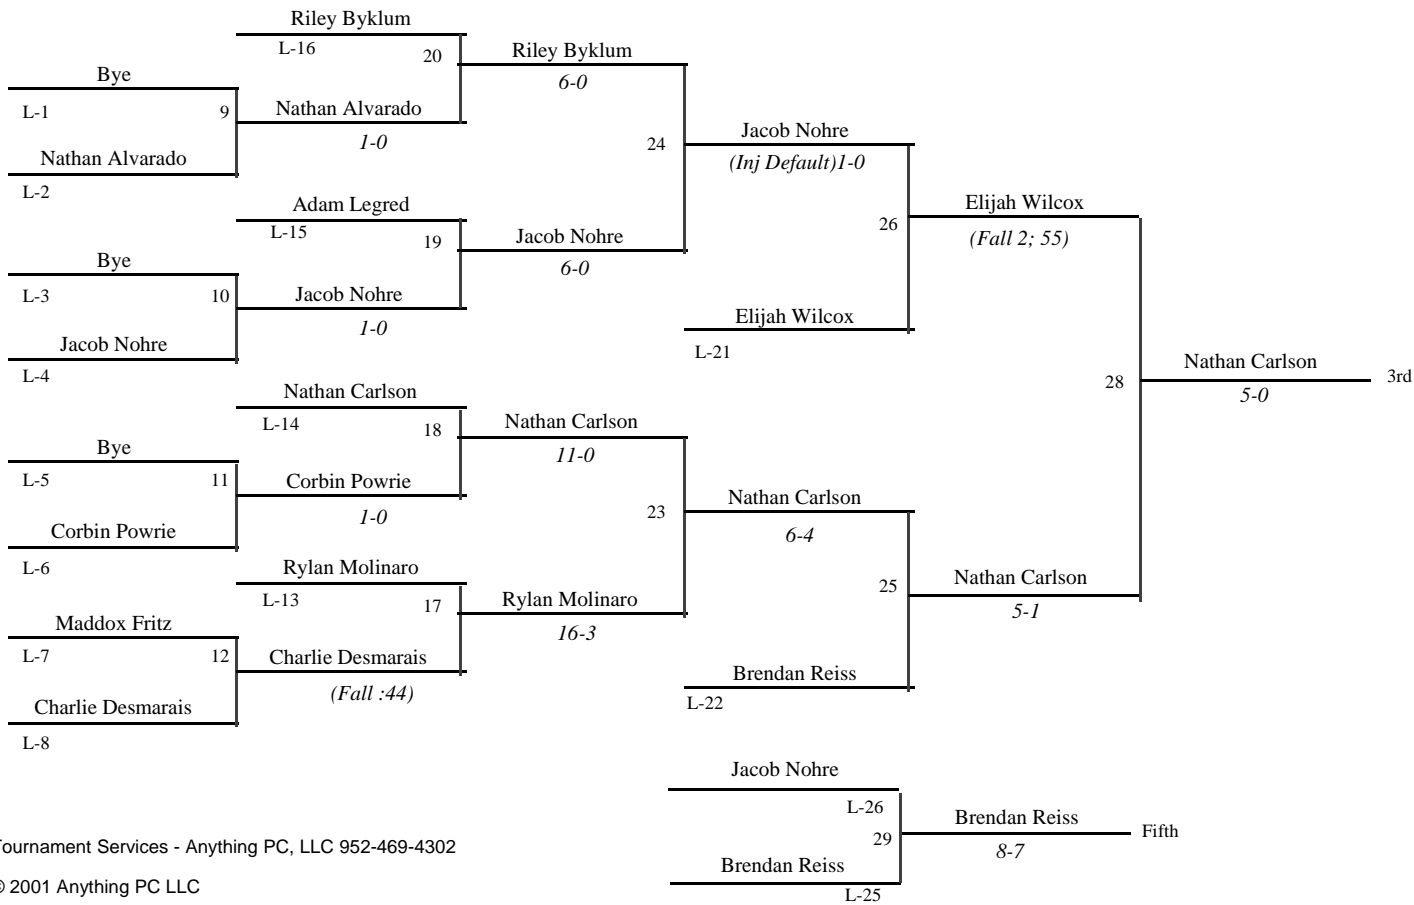 Riley Byklum
L-16
20
Riley Byklum
6-0
Bye
L-1
9
Nathan Alvarado
1-0
Nathan Alvarado
L-2
24
Jacob Nohre
(Inj Default)1-0
Adam Legred
L-15
19
Jacob Nohre
6-0
Bye
L-3
10
Jacob Nohre
1-0
Jacob Nohre
L-4
26
Elijah Wilcox
(Fall 2; 55)
Elijah Wilcox
L-21
Nathan Carlson
L-14
18
Nathan Carlson
11-0
Bye
L-5
11
Corbin Powrie
1-0
Corbin Powrie
L-6
23
Nathan Carlson
6-4
28
Nathan Carlson
5-0
3rd
Rylan Molinaro
L-13
17
Rylan Molinaro
16-3
25
Nathan Carlson
5-1
Maddox Fritz
L-7
12
Charlie Desmarais
(Fall :44)
Charlie Desmarais
L-8
Brendan Reiss
L-22
Jacob Nohre
L-26
29
Brendan Reiss
8-7
Fifth
Brendan Reiss
L-25
Tournament Services - Anything PC, LLC 952-469-4302
© 2001 Anything PC LLC